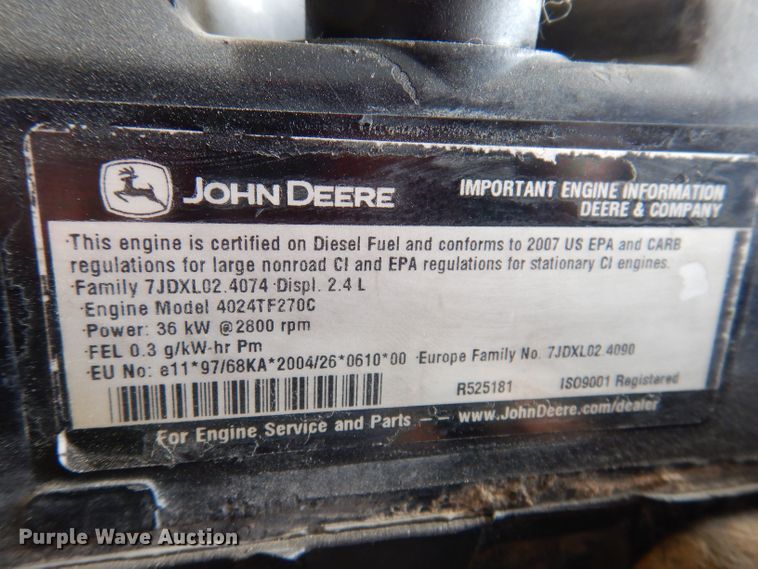 JOHN DEERE
IMPORTANT ENGINE INFORMATION
DEERE & COMPANY
·This engine is certified on Diesel Fuel and conforms to 2007 US EPA and CARB
regulations for large nonroad CI and EPA regulations for stationary CI engines.
·Family 7JDXL02.4074 ·Displ. 2.4 L
·Engine Model 4024TF270C
·Power: 36 kW @2800 rpm
·FEL 0.3 g/kW-hr Pm
·EU No: e11*97/68KA*2004/26*0610*00 ·Europe Family No. 7JDXL02.4090
R525181 ISO9001 Registered
For Engine Service and Parts -- www.JohnDeere.com/dealer
Purple Wave Auction